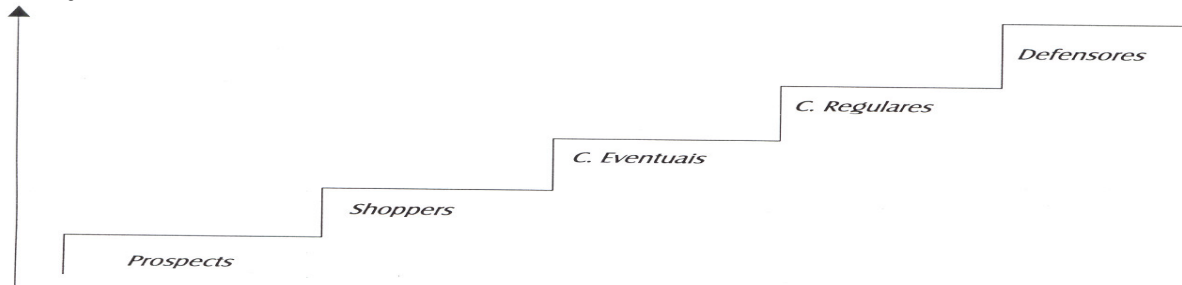 Defensores
C. Regulares
C. Eventuais
Shoppers
Prospects